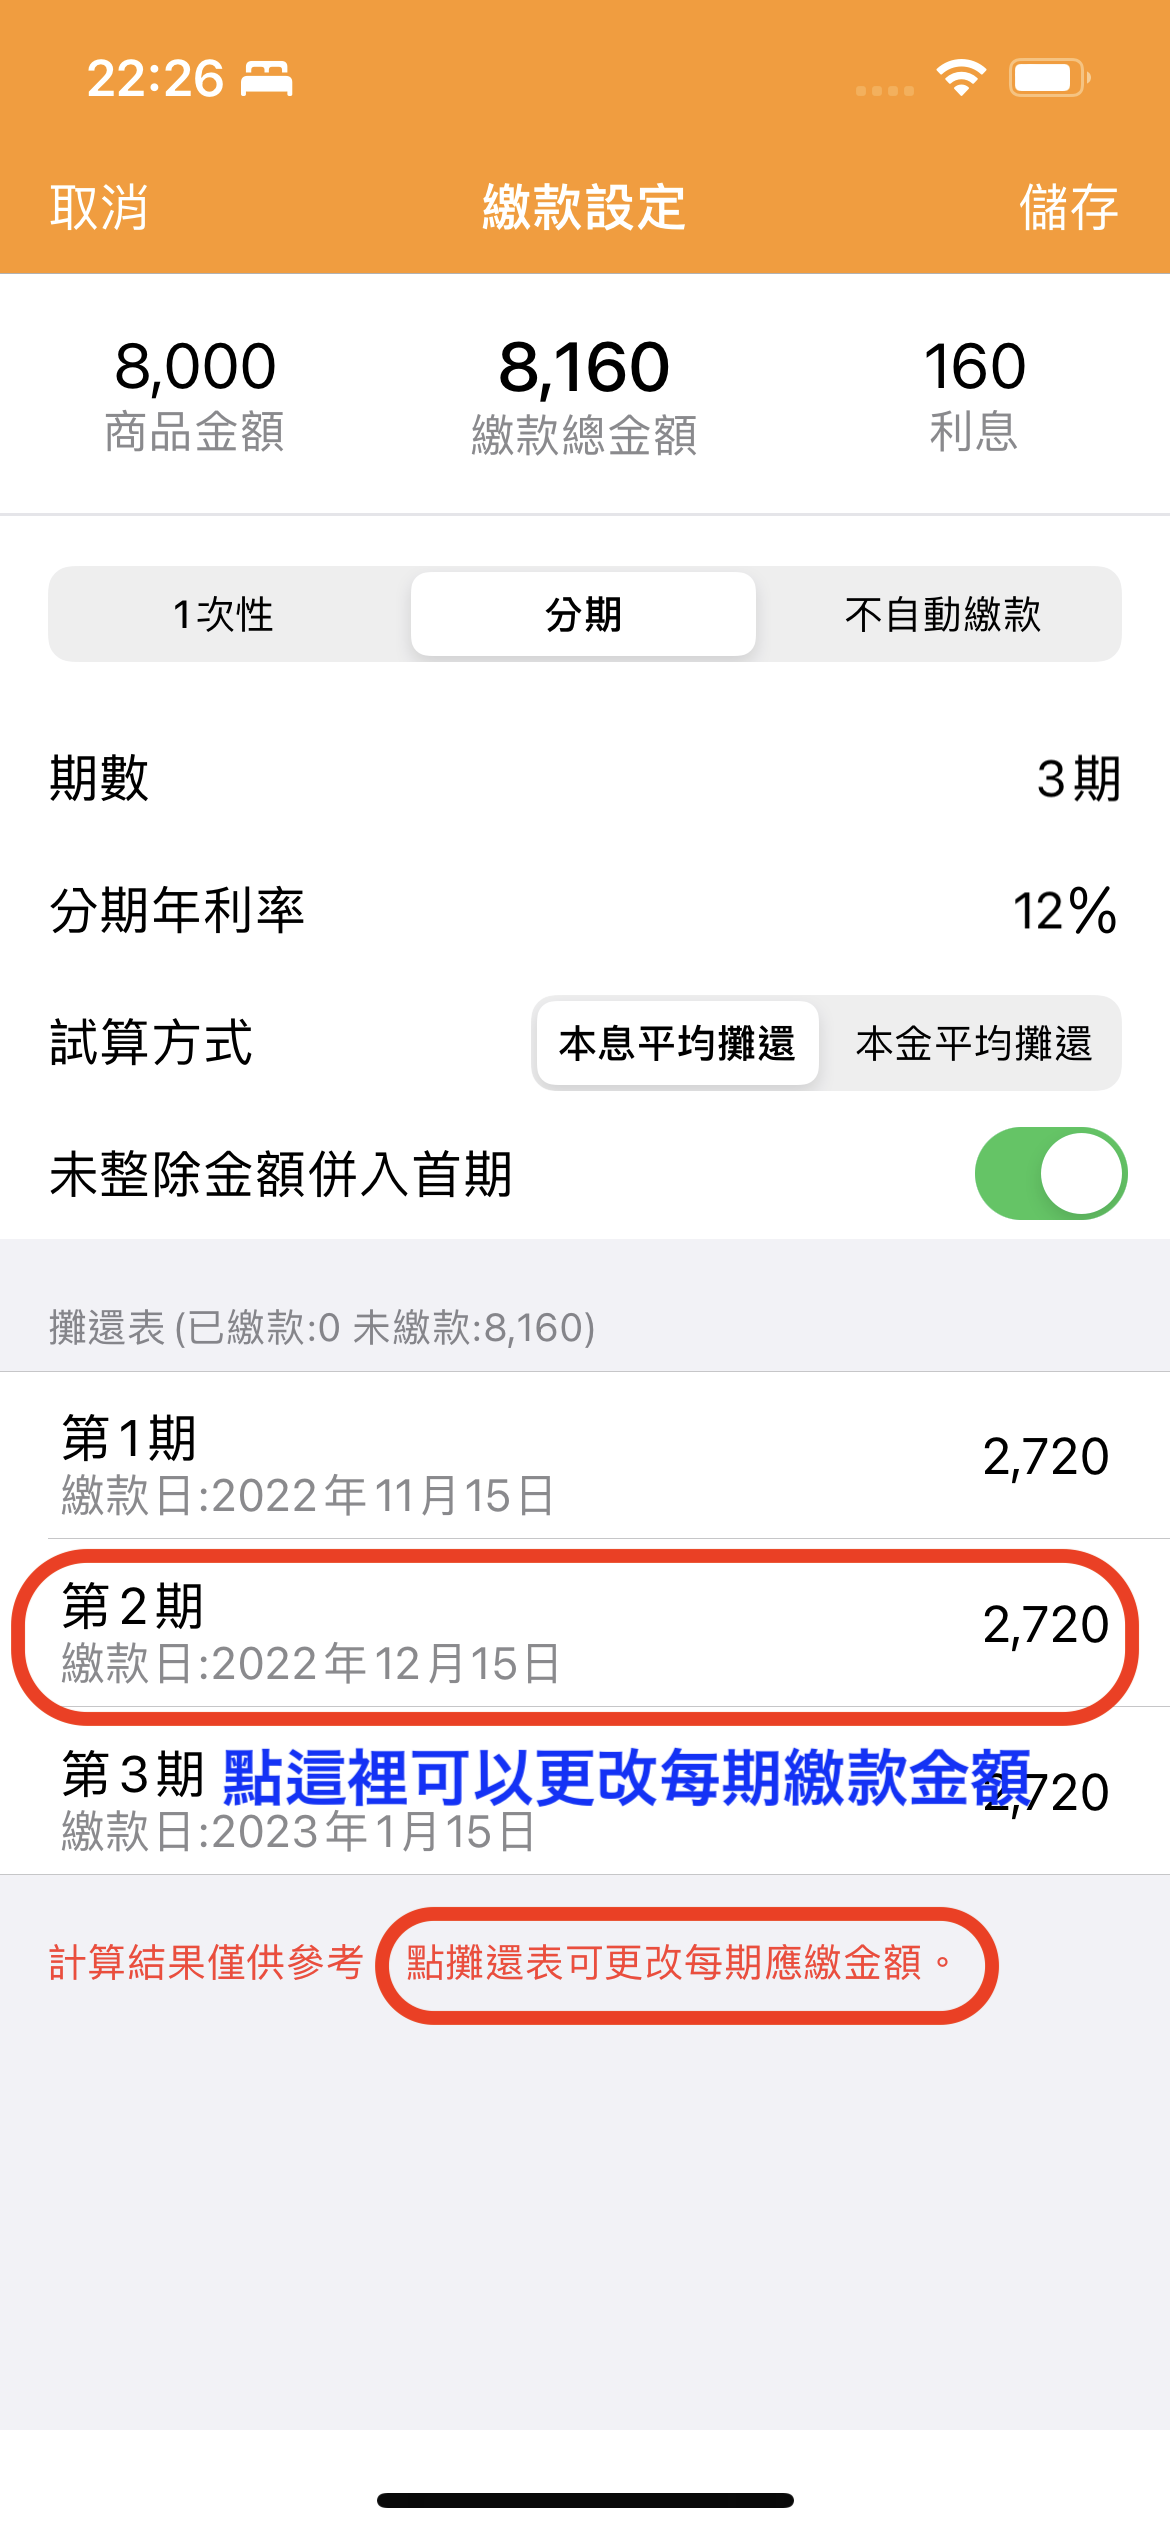 22:26
取消 繳款設定 儲存
8,000 8,160 160
商品金額 繳款總金額 利息
1次性 分期 不自動繳款
期數 3期
分期年利率 12%
試算方式 本息平均攤還 本金平均攤還
未整除金額併入首期
攤還表 (已繳款:0 未繳款:8,160)
第1期 2,720
繳款日:2022年11月15日
第2期 2,720
繳款日:2022年12月15日
第3期 點這裡可以更改每期繳款金額 2,720
繳款日:2023年1月15日
計算結果僅供參考 點攤還表可更改每期應繳金額。